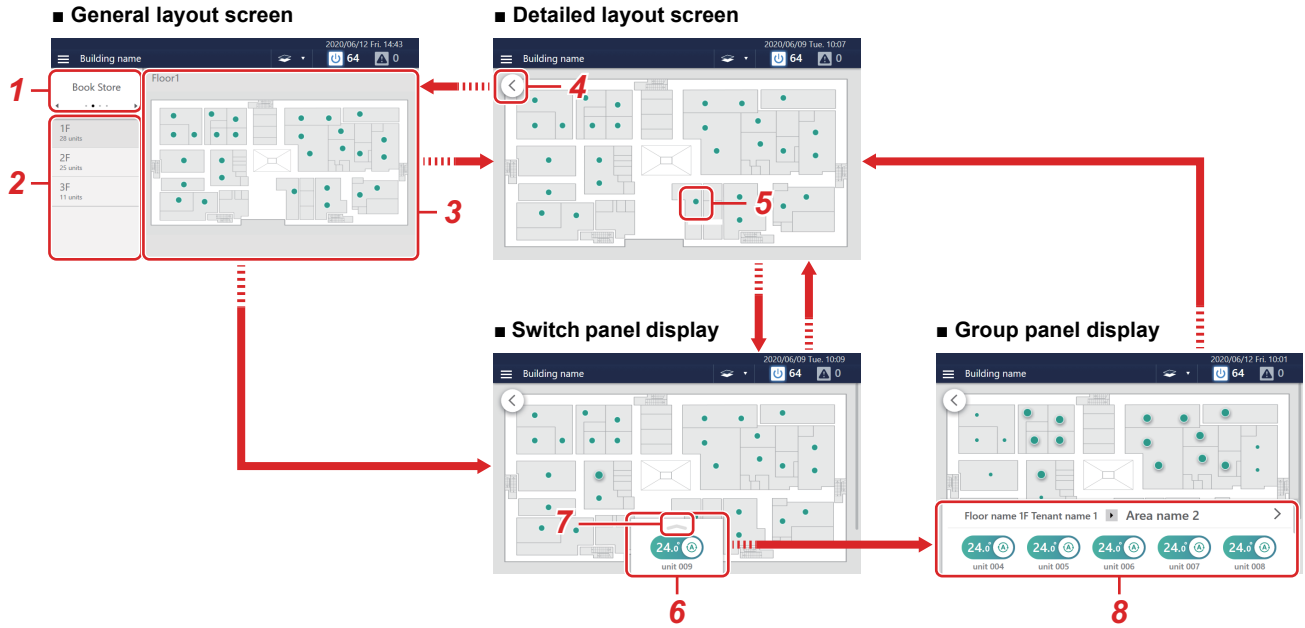 ■ General layout screen
2020/06/12 Fri. 14:43
Building name
64
0
1
Book Store
2
1F
28 units
2F
25 units
3F
11 units
Floor1
3
■ Detailed layout screen
2020/06/09 Tue. 10:07
Building name
64
0
4
5
■ Switch panel display
2020/06/09 Tue. 10:09
Building name
64
0
7
24.0° A
unit 009
6
■ Group panel display
2020/06/12 Fri. 10:01
Building name
64
0
Floor name 1F Tenant name 1 Area name 2
24.0° A 24.0° A 24.0° A 24.0° A 24.0° A
unit 004 unit 005 unit 006 unit 007 unit 008
8